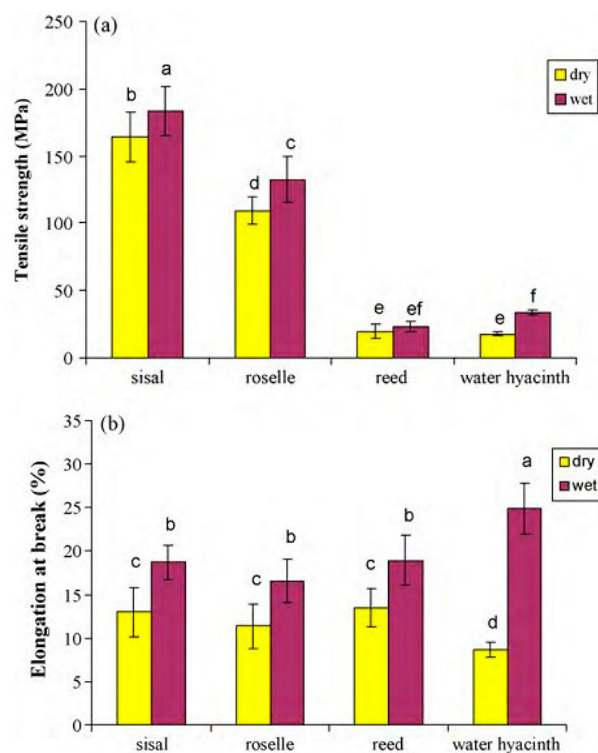 (a)
Tensile strength (MPa)
250
200
150
100
50
0
b
a
d
c
e
ef
e
f
dry
wet
sisal
roselle
reed
water hyacinth
(b)
Elongation at break (%)
35
30
25
20
15
10
5
0
c
b
c
b
c
b
d
a
dry
wet
sisal
roselle
reed
water hyacinth